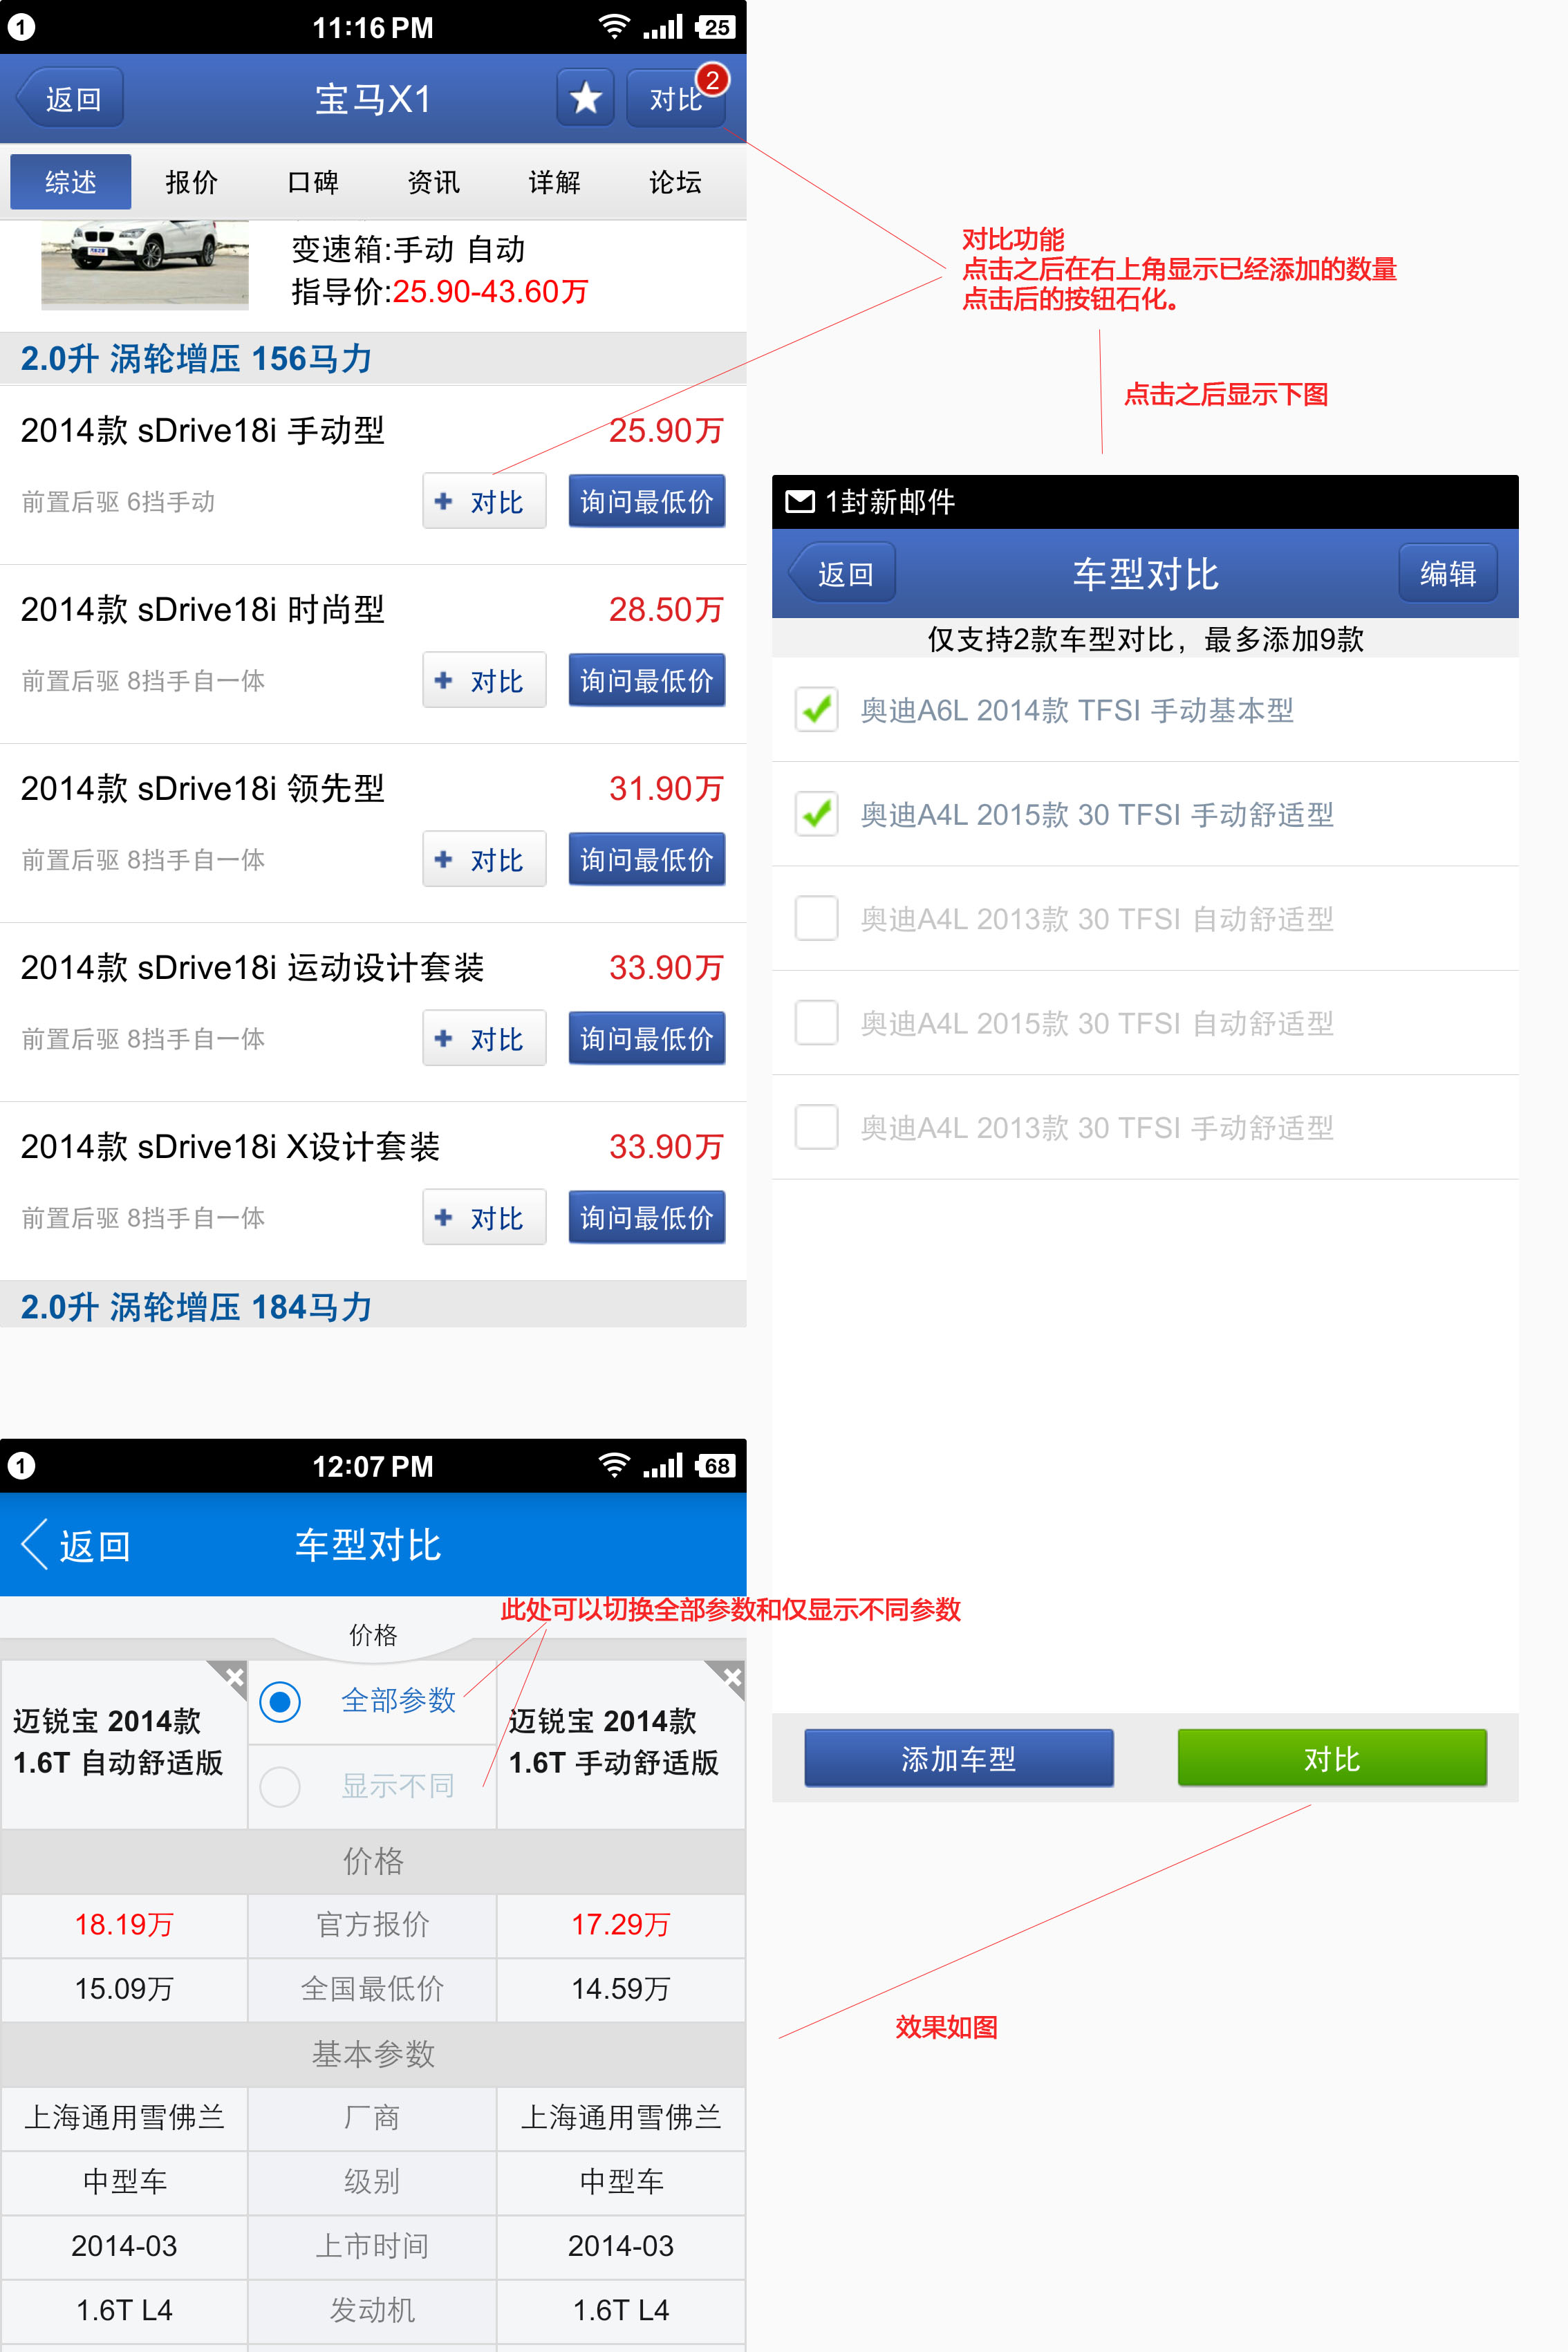 1
11:16 PM
25
返回
宝马X1
对比
2
综述
报价
口碑
资讯
详解
论坛
变速箱:手动 自动
指导价:25.90-43.60万
2.0升 涡轮增压 156马力
2014款 sDrive18i 手动型
25.90万
前置后驱 6挡手动
+ 对比
询问最低价
2014款 sDrive18i 时尚型
28.50万
前置后驱 8挡手自一体
+ 对比
询问最低价
2014款 sDrive18i 领先型
31.90万
前置后驱 8挡手自一体
+ 对比
询问最低价
2014款 sDrive18i 运动设计套装
33.90万
前置后驱 8挡手自一体
+ 对比
询问最低价
2014款 sDrive18i X设计套装
33.90万
前置后驱 8挡手自一体
+ 对比
询问最低价
2.0升 涡轮增压 184马力
对比功能
点击之后在右上角显示已经添加的数量
点击后的按钮石化。
点击之后显示下图
1封新邮件
返回
车型对比
编辑
仅支持2款车型对比，最多添加9款
奥迪A6L 2014款 TFSI 手动基本型
奥迪A4L 2015款 30 TFSI 手动舒适型
奥迪A4L 2013款 30 TFSI 自动舒适型
奥迪A4L 2015款 30 TFSI 自动舒适型
奥迪A4L 2013款 30 TFSI 手动舒适型
添加车型
对比
效果如图
1
12:07 PM
68
返回
车型对比
此处可以切换全部参数和仅显示不同参数
价格
迈锐宝 2014款
1.6T 自动舒适版
全部参数
显示不同
迈锐宝 2014款
1.6T 手动舒适版
价格
18.19万
官方报价
17.29万
15.09万
全国最低价
14.59万
基本参数
上海通用雪佛兰
厂商
上海通用雪佛兰
中型车
级别
中型车
2014-03
上市时间
2014-03
1.6T L4
发动机
1.6T L4